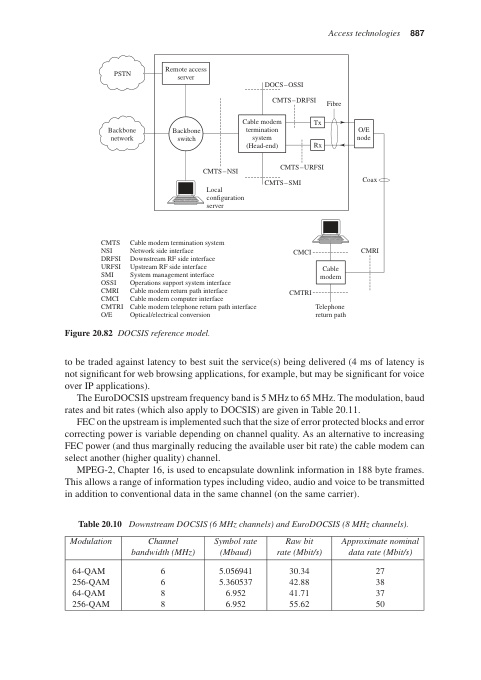 Access technologies 887
PSTN
Remote access
server
DOCS–OSSI
CMTS–DRFSI
Fibre
Backbone
network
Backbone
switch
Cable modem
termination
system
(Head-end)
Tx
Rx
O/E
node
CMTS–NSI
CMTS–URFSI
CMTS–SMI
Coax
Local
configuration
server
CMTS Cable modem termination system
NSI Network side interface
DRFSI Downstream RF side interface
URFSI Upstream RF side interface
SMI System management interface
OSSI Operations support system interface
CMRI Cable modem return path interface
CMCI Cable modem computer interface
CMTRI Cable modem telephone return path interface
O/E Optical/electrical conversion
CMCI
CMRI
Cable
modem
CMTRI
Telephone
return path
Figure 20.82 DOCSIS reference model.
to be traded against latency to best suit the service(s) being delivered (4 ms of latency is
not significant for web browsing applications, for example, but may be significant for voice
over IP applications).
The EuroDOCSIS upstream frequency band is 5 MHz to 65 MHz. The modulation, baud
rates and bit rates (which also apply to DOCSIS) are given in Table 20.11.
FEC on the upstream is implemented such that the size of error protected blocks and error
correcting power is variable depending on channel quality. As an alternative to increasing
FEC power (and thus marginally reducing the available user bit rate) the cable modem can
select another (higher quality) channel.
MPEG-2, Chapter 16, is used to encapsulate downlink information in 188 byte frames.
This allows a range of information types including video, audio and voice to be transmitted
in addition to conventional data in the same channel (on the same carrier).
Table 20.10 Downstream DOCSIS (6 MHz channels) and EuroDOCSIS (8 MHz channels).
Modulation Channel Symbol rate Raw bit Approximate nominal
bandwidth (MHz) (Mbaud) rate (Mbit/s) data rate (Mbit/s)
64-QAM 6 5.056941 30.34 27
256-QAM 6 5.360537 42.88 38
64-QAM 8 6.952 41.71 37
256-QAM 8 6.952 55.62 50